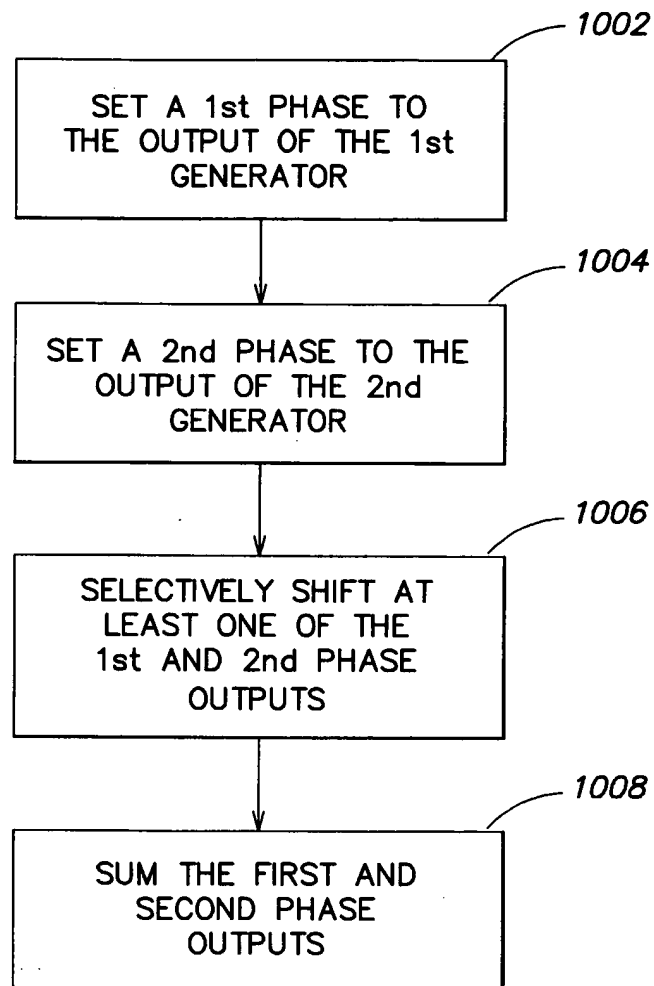 1002
SET A 1st PHASE TO
THE OUTPUT OF THE 1st
GENERATOR
1004
SET A 2nd PHASE TO THE
OUTPUT OF THE 2nd
GENERATOR
1006
SELECTIVELY SHIFT AT
LEAST ONE OF THE
1st AND 2nd PHASE
OUTPUTS
1008
SUM THE FIRST AND
SECOND PHASE
OUTPUTS